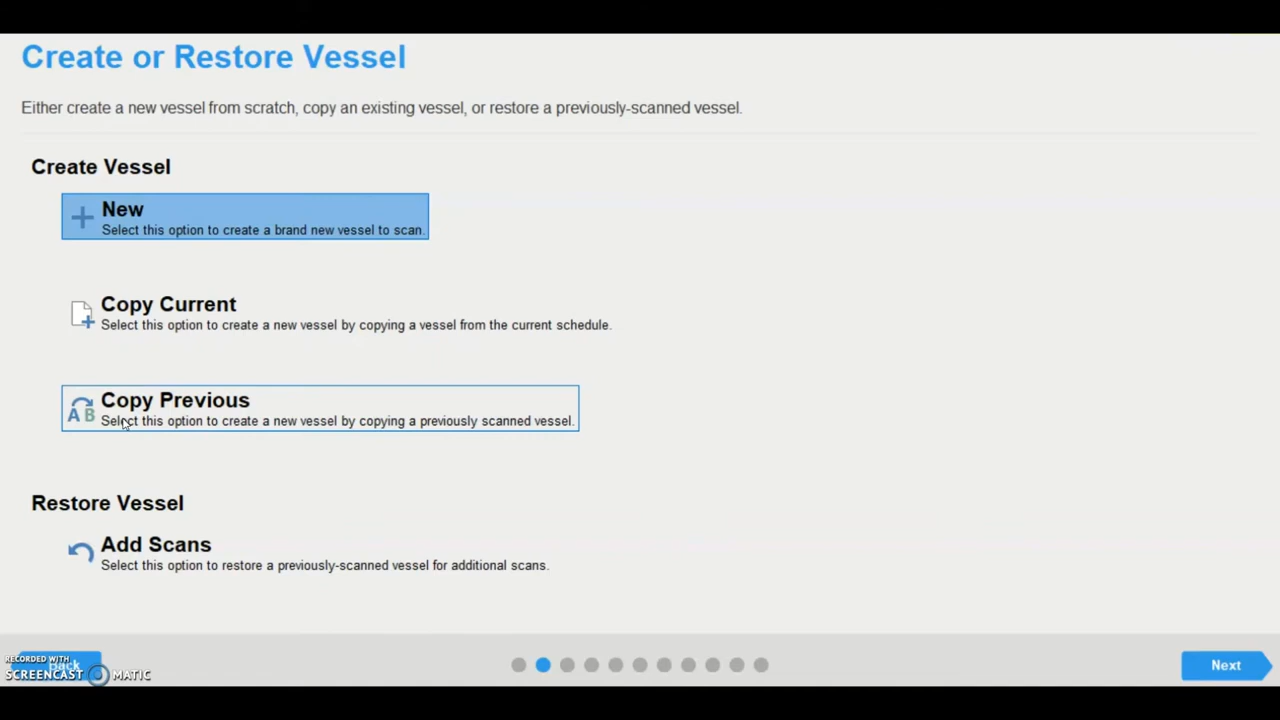 Create or Restore Vessel
Either create a new vessel from scratch, copy an existing vessel, or restore a previously-scanned vessel.
Create Vessel
New
Select this option to create a brand new vessel to scan.
Copy Current
Select this option to create a new vessel by copying a vessel from the current schedule.
Copy Previous
A B
Select this option to create a new vessel by copying a previously scanned vessel.
Restore Vessel
Add Scans
Select this option to restore a previously-scanned vessel for additional scans.
RECORDED WITH
SCREENCAST MATIC
Back
Next